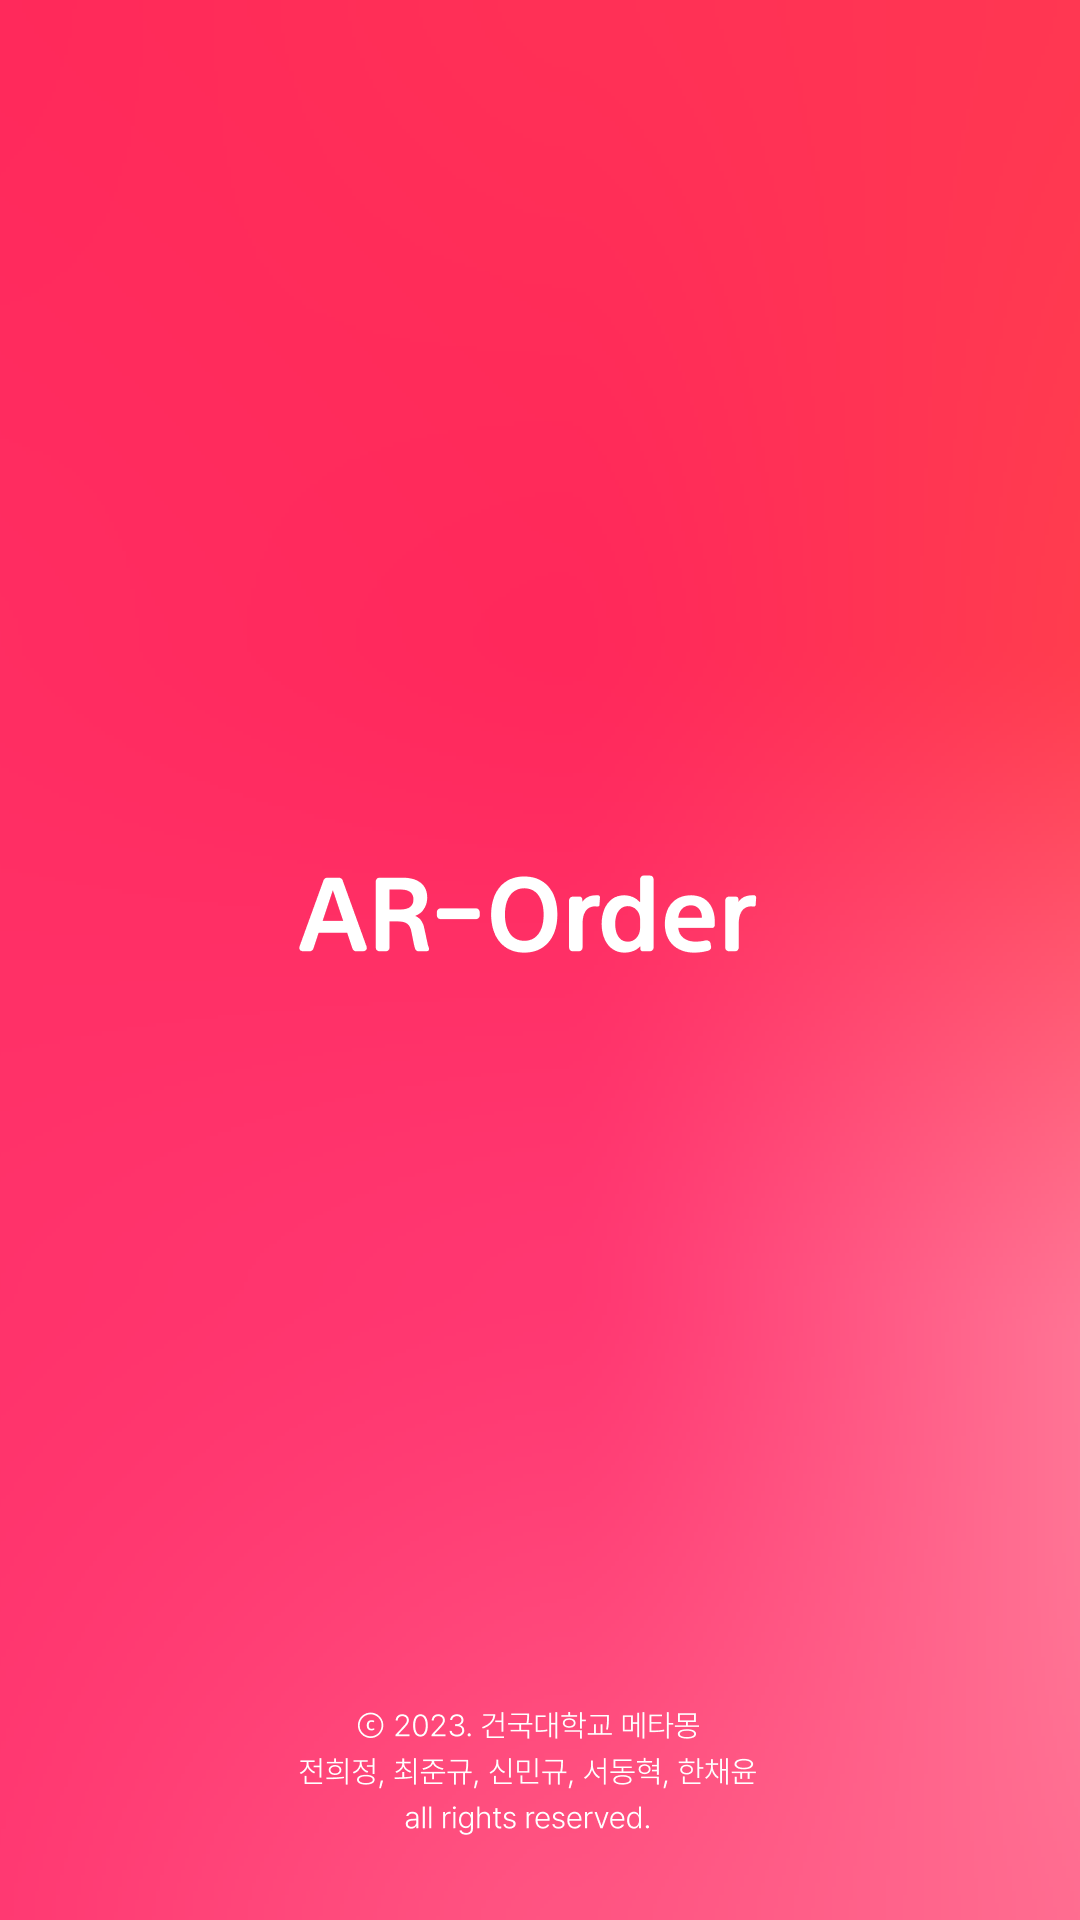 AR-Order
ⓒ 2023. 건국대학교 메타몽
전희정, 최준규, 신민규, 서동혁, 한채윤
all rights reserved.